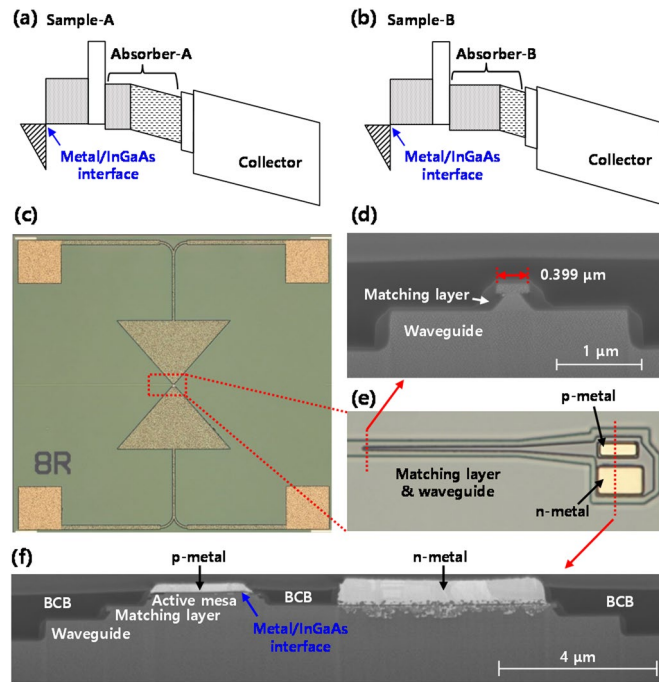 (a) Sample-A
Absorber-A
Metal/InGaAs
interface
Collector
(b) Sample-B
Absorber-B
Metal/InGaAs
interface
Collector
(c)
8R
(d)
0.399 μm
Matching layer
Waveguide
1 μm
(e)
p-metal
Matching layer
& waveguide
n-metal
(f)
p-metal
n-metal
BCB
Active mesa
BCB
BCB
Matching layer
Waveguide
Metal/InGaAs
interface
4 μm